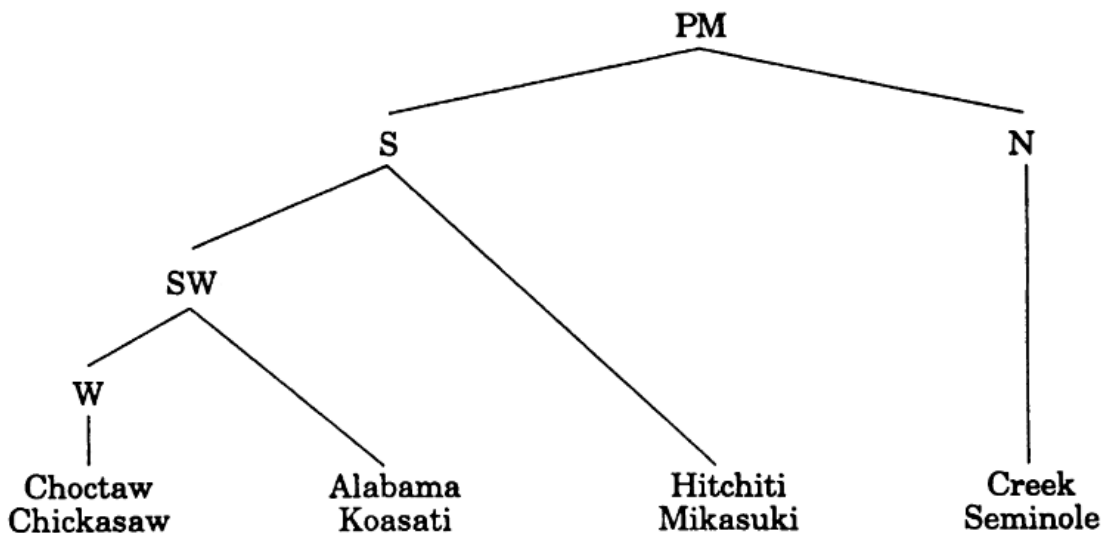 PM
S
N
SW
W
Choctaw
Chickasaw
Alabama
Koasati
Hitchiti
Mikasuki
Creek
Seminole